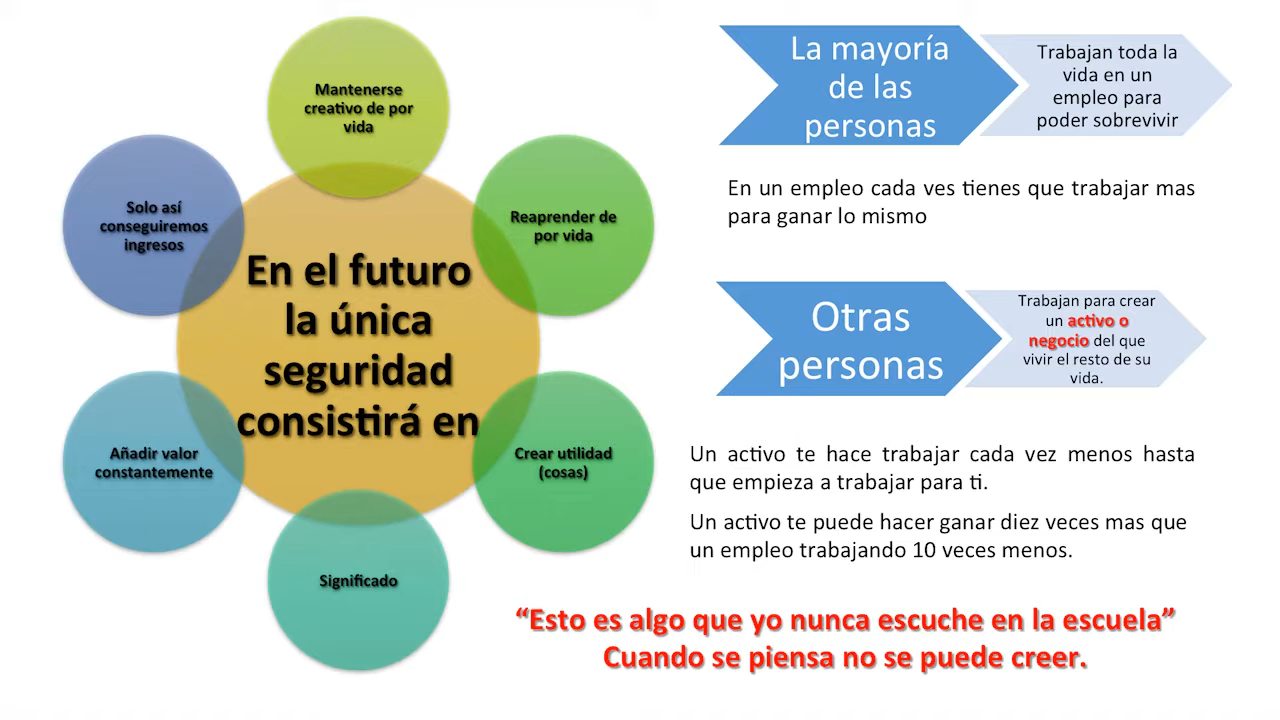 Mantenerse
creativo de por
vida
Solo así
conseguiremos
ingresos
Reaprender de
por vida
En el futuro
la única
seguridad
consistirá en
Añadir valor
constantemente
Crear utilidad
(cosas)
Significado
La mayoría
de las
personas
Trabajan toda la
vida en un
empleo para
poder sobrevivir
En un empleo cada ves tienes que trabajar mas
para ganar lo mismo
Otras
personas
Trabajan para crear
un activo o
negocio del que
vivir el resto de su
vida.
Un activo te hace trabajar cada vez menos hasta
que empieza a trabajar para ti.
Un activo te puede hacer ganar diez veces mas que
un empleo trabajando 10 veces menos.
“Esto es algo que yo nunca escuche en la escuela”
Cuando se piensa no se puede creer.